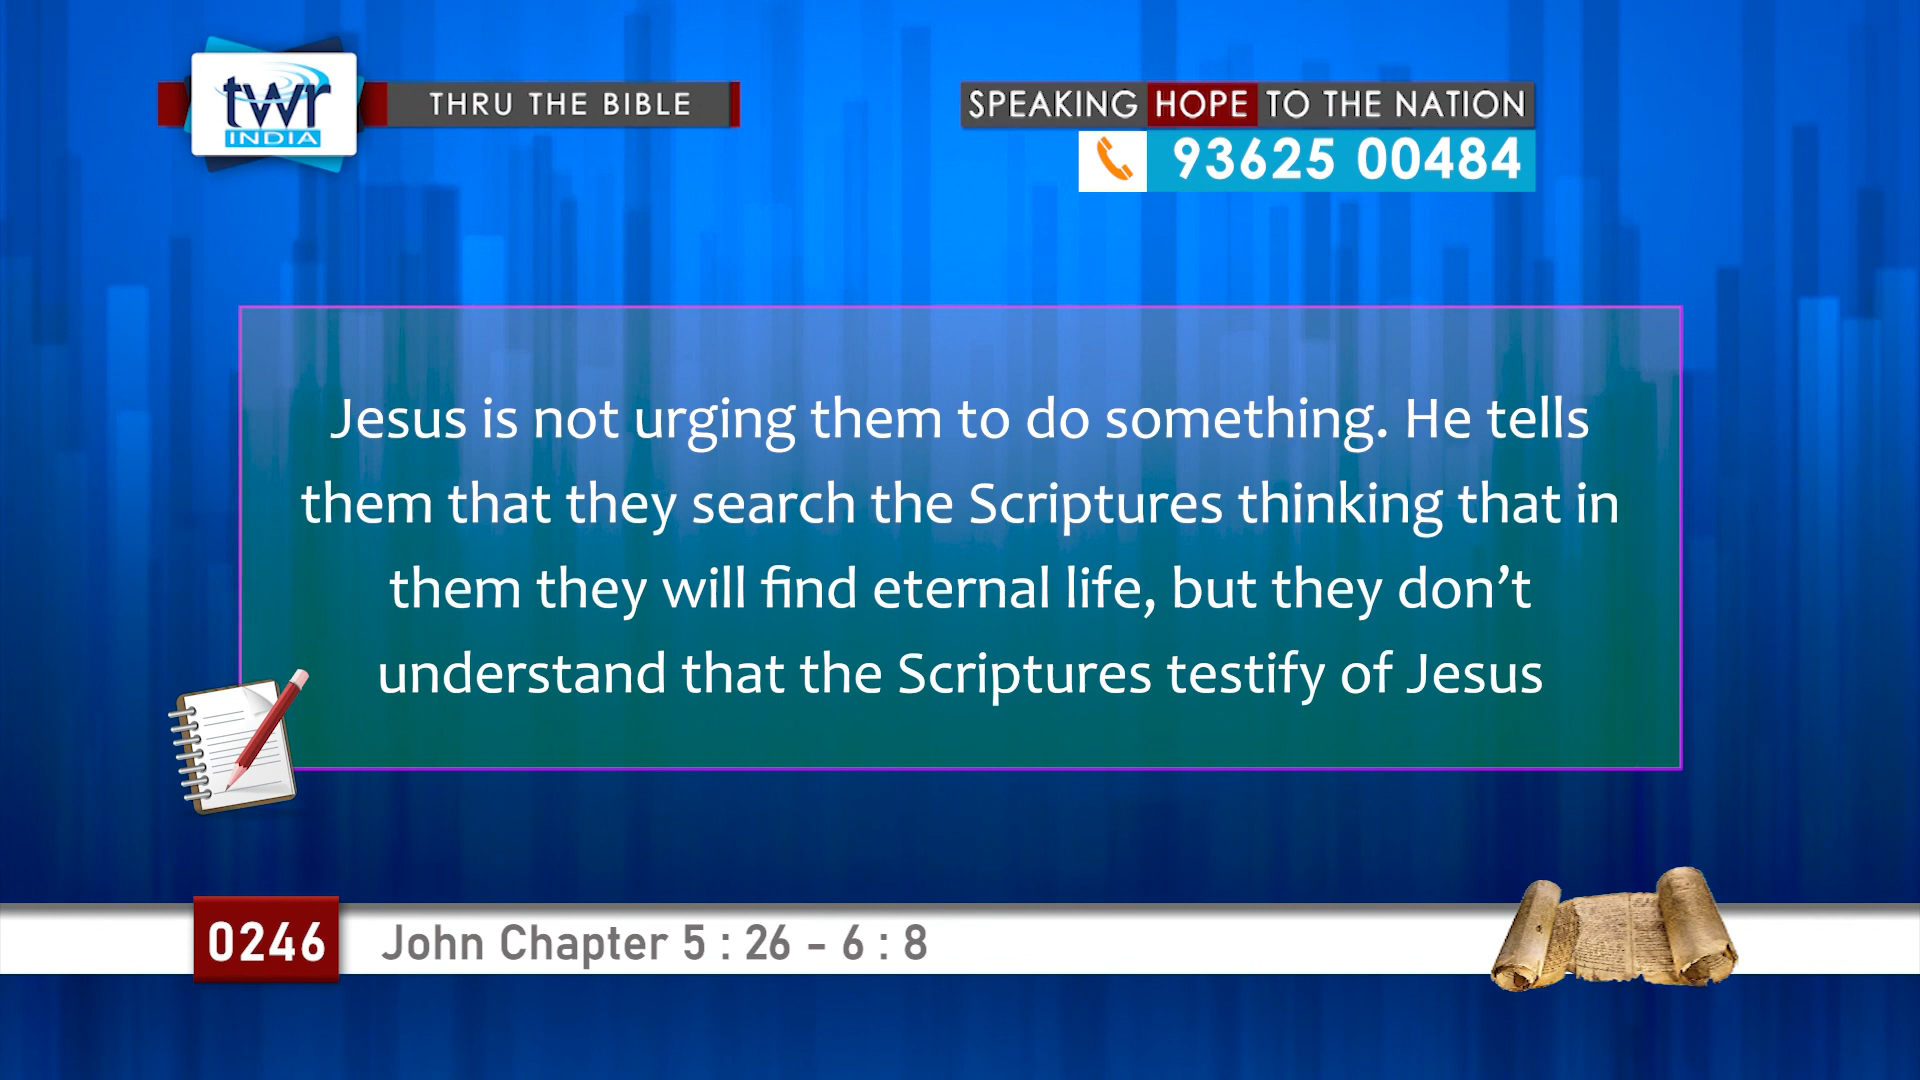 twr
INDIA
THRU THE BIBLE
SPEAKING HOPE TO THE NATION
93625 00484
Jesus is not urging them to do something. He tells
them that they search the Scriptures thinking that in
them they will find eternal life, but they don’t
understand that the Scriptures testify of Jesus
0246
John Chapter 5 : 26 - 6 : 8